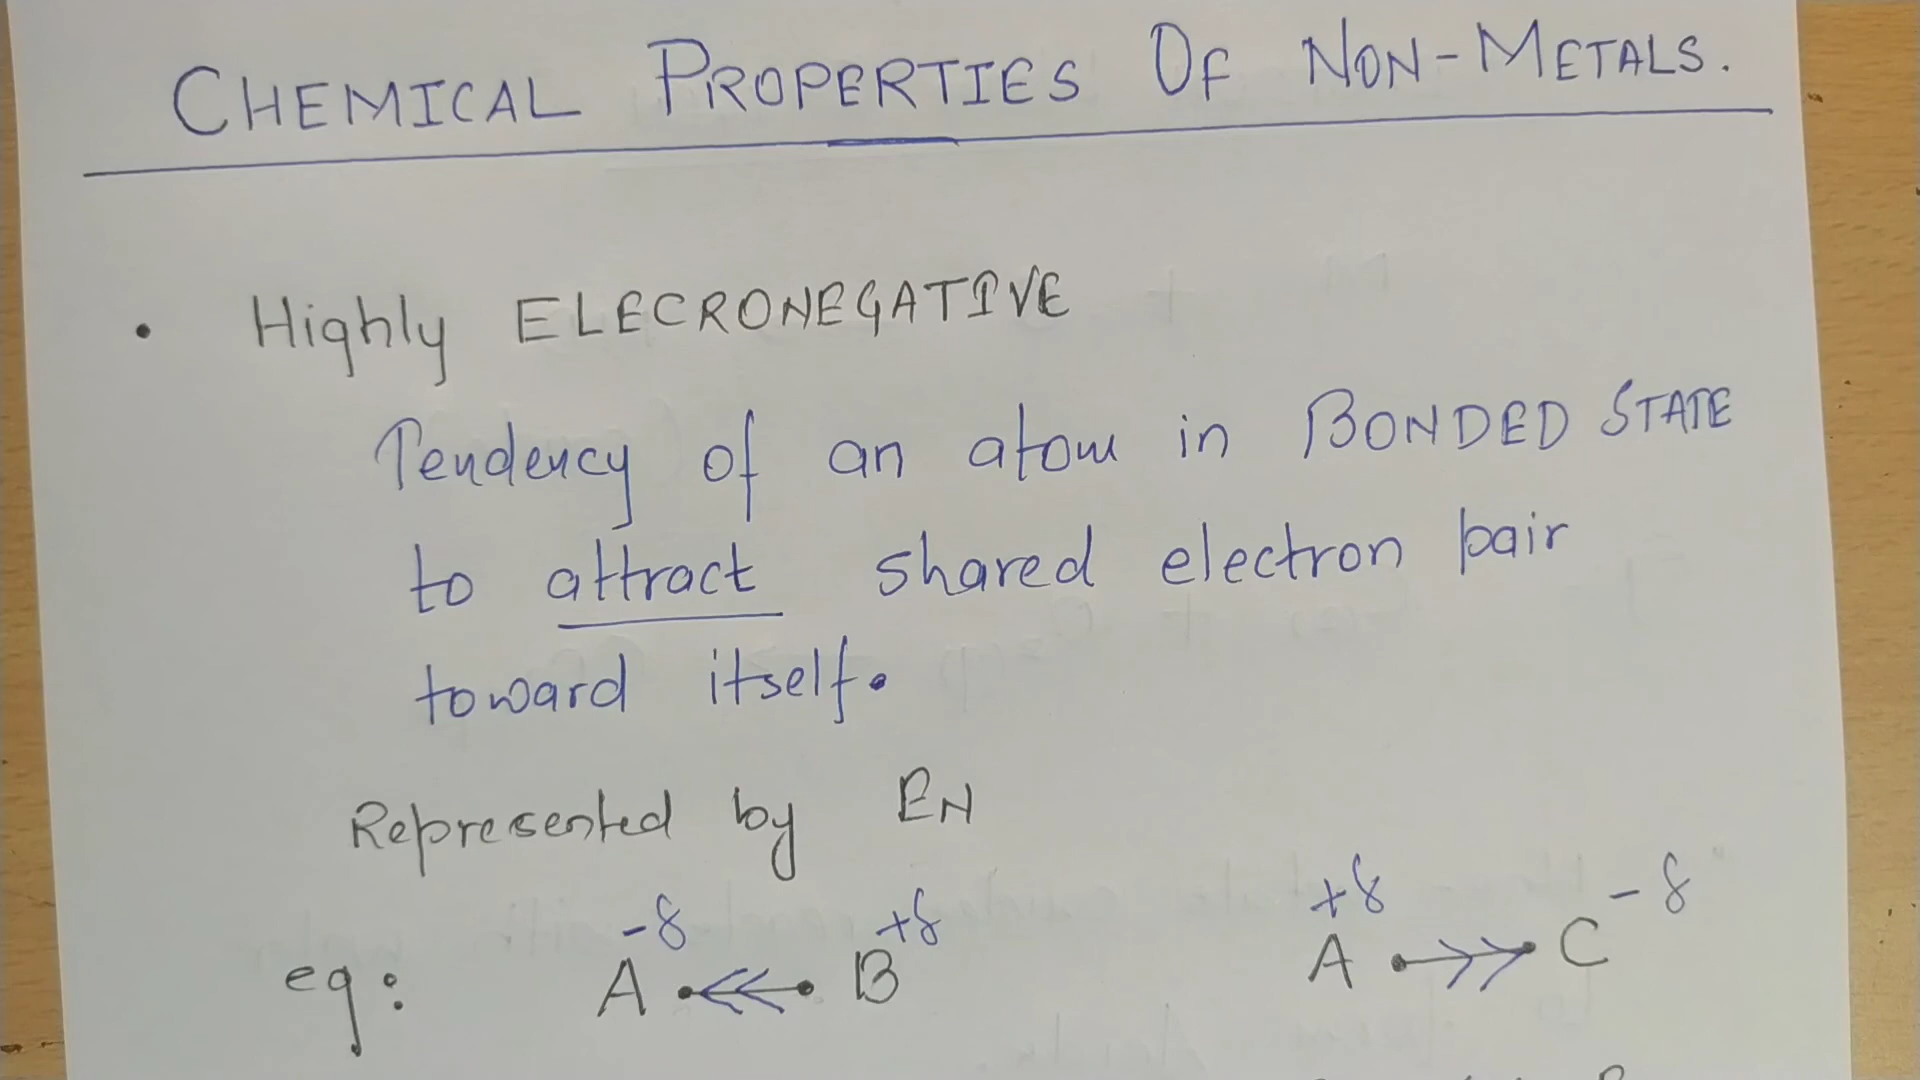 CHEMICAL PROPERTIES OF NON-METALS.
• Highly ELECRONEGATIVE
Tendency of an atom in BONDED STATE
to attract shared electron pair
toward itself.
Represented by EN
-δ +δ +δ -δ
eg: A B A C